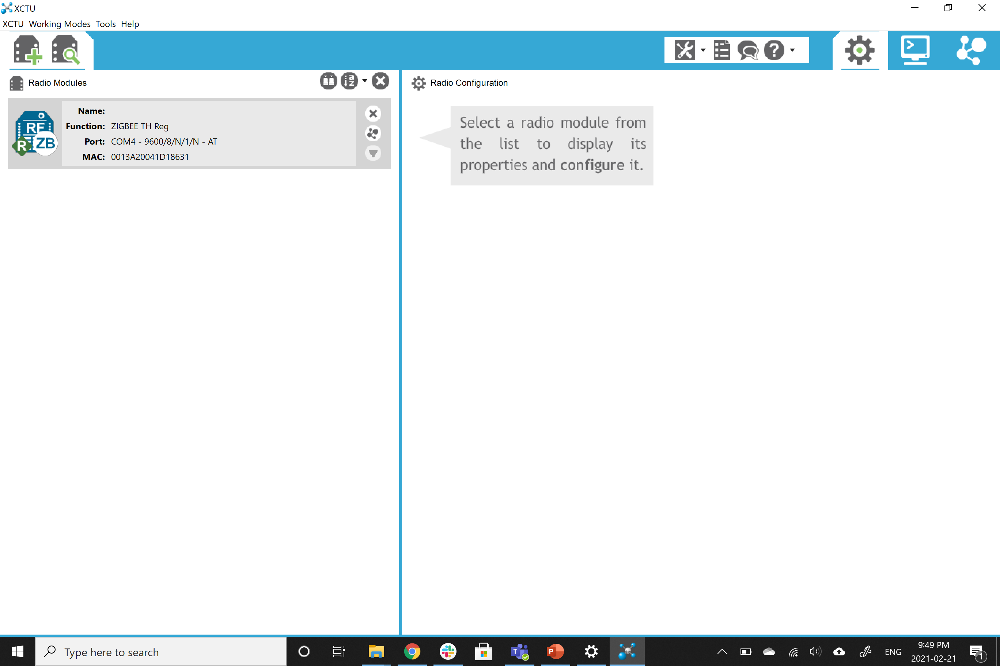 XCTU
XCTU Working Modes Tools Help
Radio Modules
Radio Configuration
Name:
Function: ZIGBEE TH Reg
Port: COM4 - 9600/8/N/1/N - AT
MAC: 0013A20041D18631
RF
R ZB
Select a radio module from
the list to display its
properties and configure it.
Type here to search
ENG
9:49 PM
2021-02-21
1